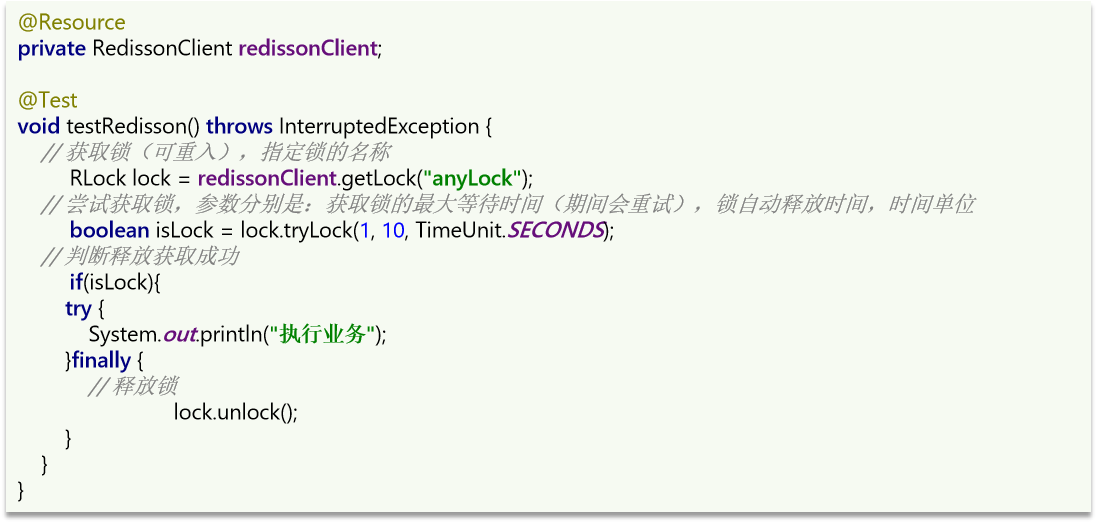 @Resource
private RedissonClient redissonClient;
@Test
void testRedisson() throws InterruptedException {
// 获取锁（可重入），指定锁的名称
RLock lock = redissonClient.getLock("anyLock");
// 尝试获取锁，参数分别是：获取锁的最大等待时间（期间会重试），锁自动释放时间，时间单位
boolean isLock = lock.tryLock(1, 10, TimeUnit.SECONDS);
// 判断释放获取成功
if(isLock){
try {
System.out.println("执行业务");
}finally {
// 释放锁
lock.unlock();
}
}
}